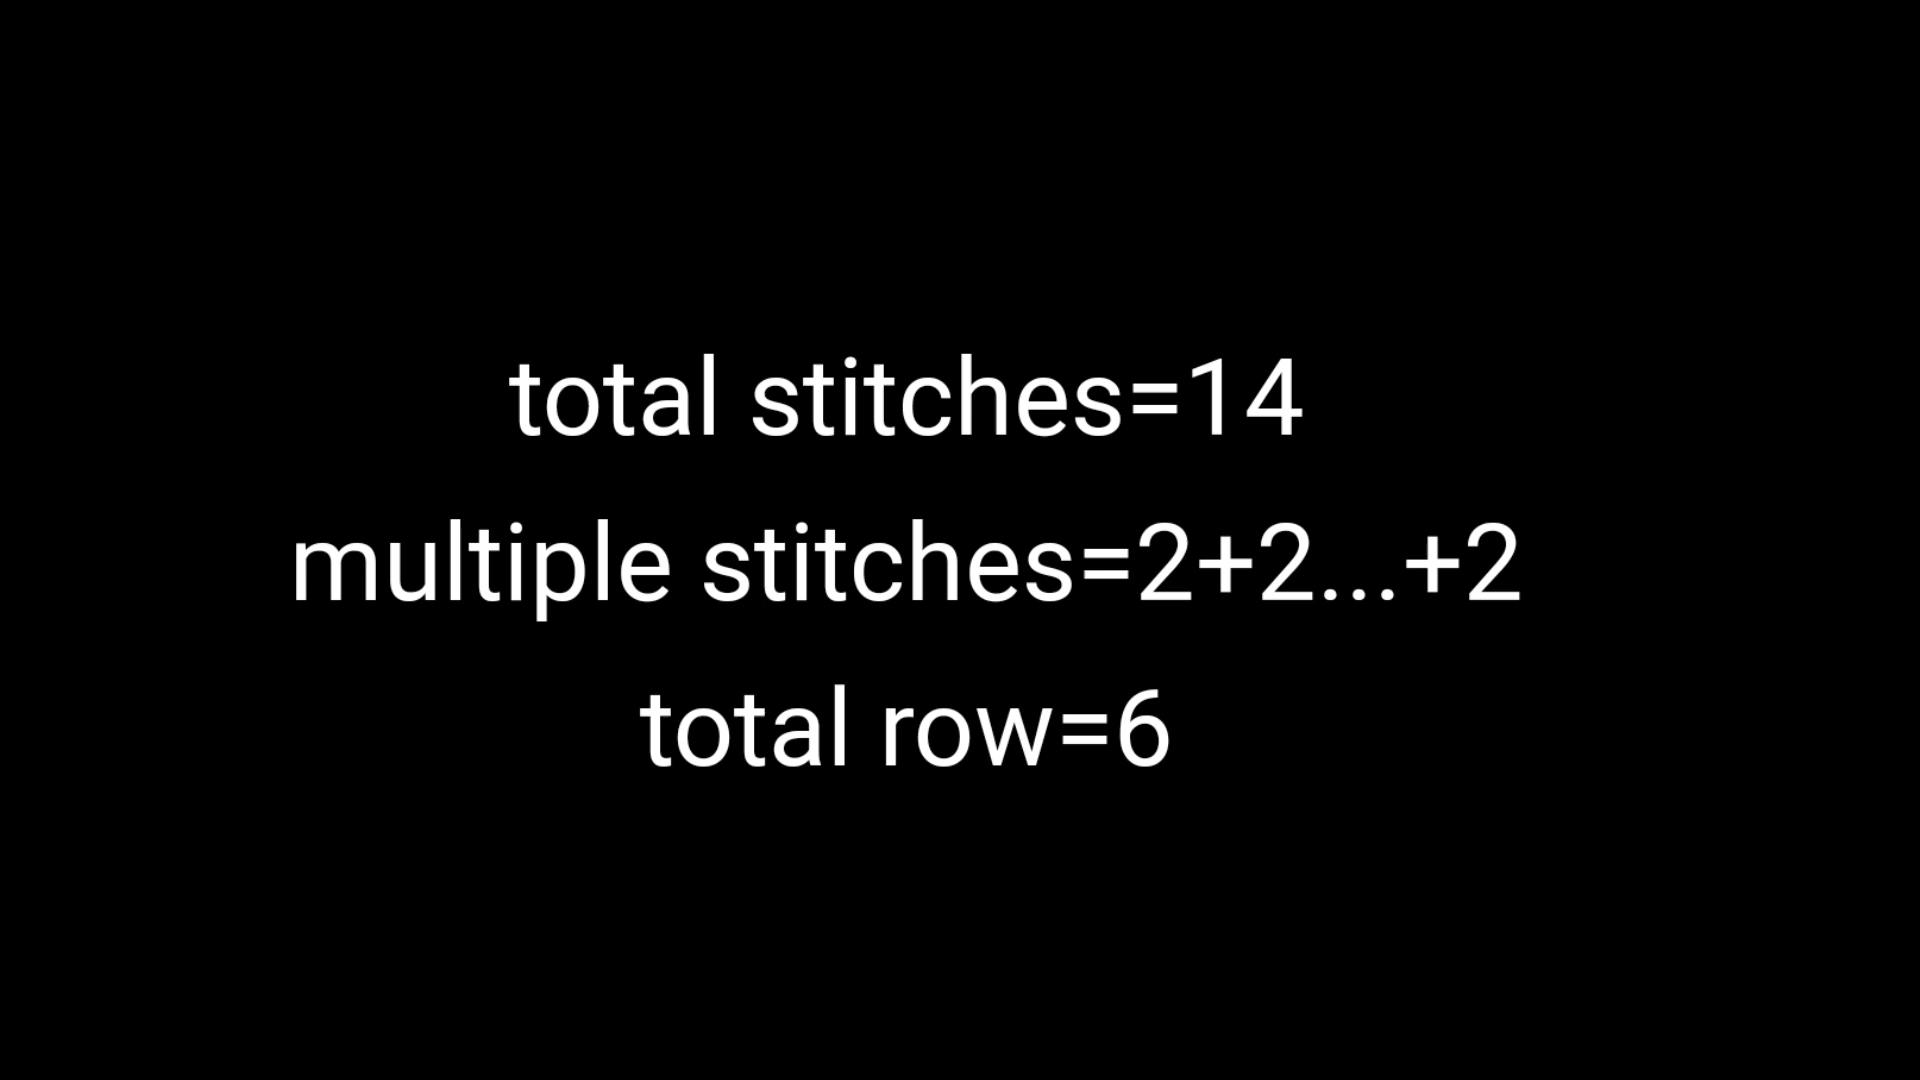 total stitches=14
multiple stitches=2+2...+2
total row=6